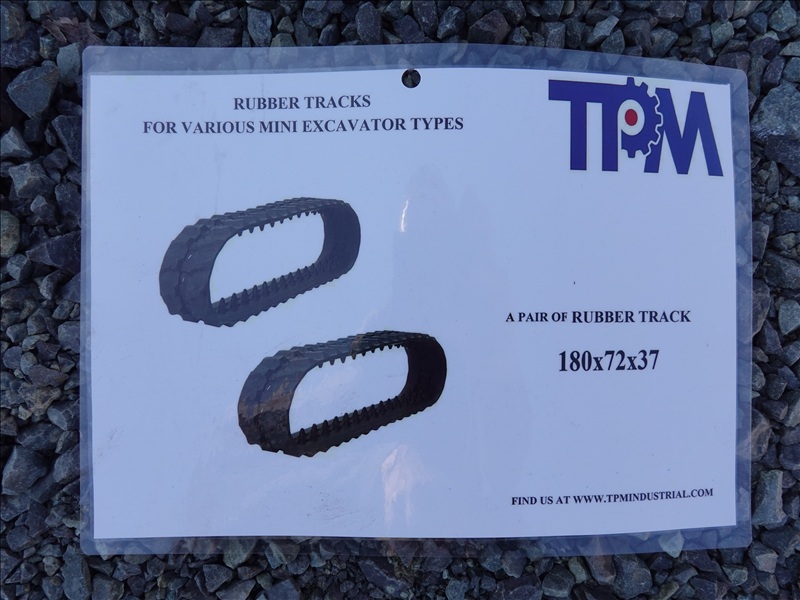 RUBBER TRACKS
FOR VARIOUS MINI EXCAVATOR TYPES
TPM
A PAIR OF RUBBER TRACK
180x72x37
FIND US AT WWW.TPMINDUSTRIAL.COM